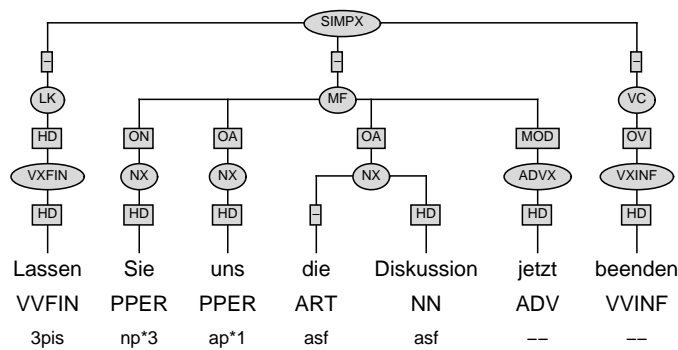 SIMPX
– – –
LK MF VC
HD ON OA OA MOD OV
VXFIN NX NX NX ADVX VXINF
HD HD HD – HD HD HD
Lassen Sie uns die Diskussion jetzt beenden
VVFIN PPER PPER ART NN ADV VVINF
3pis np*3 ap*1 asf asf –– ––